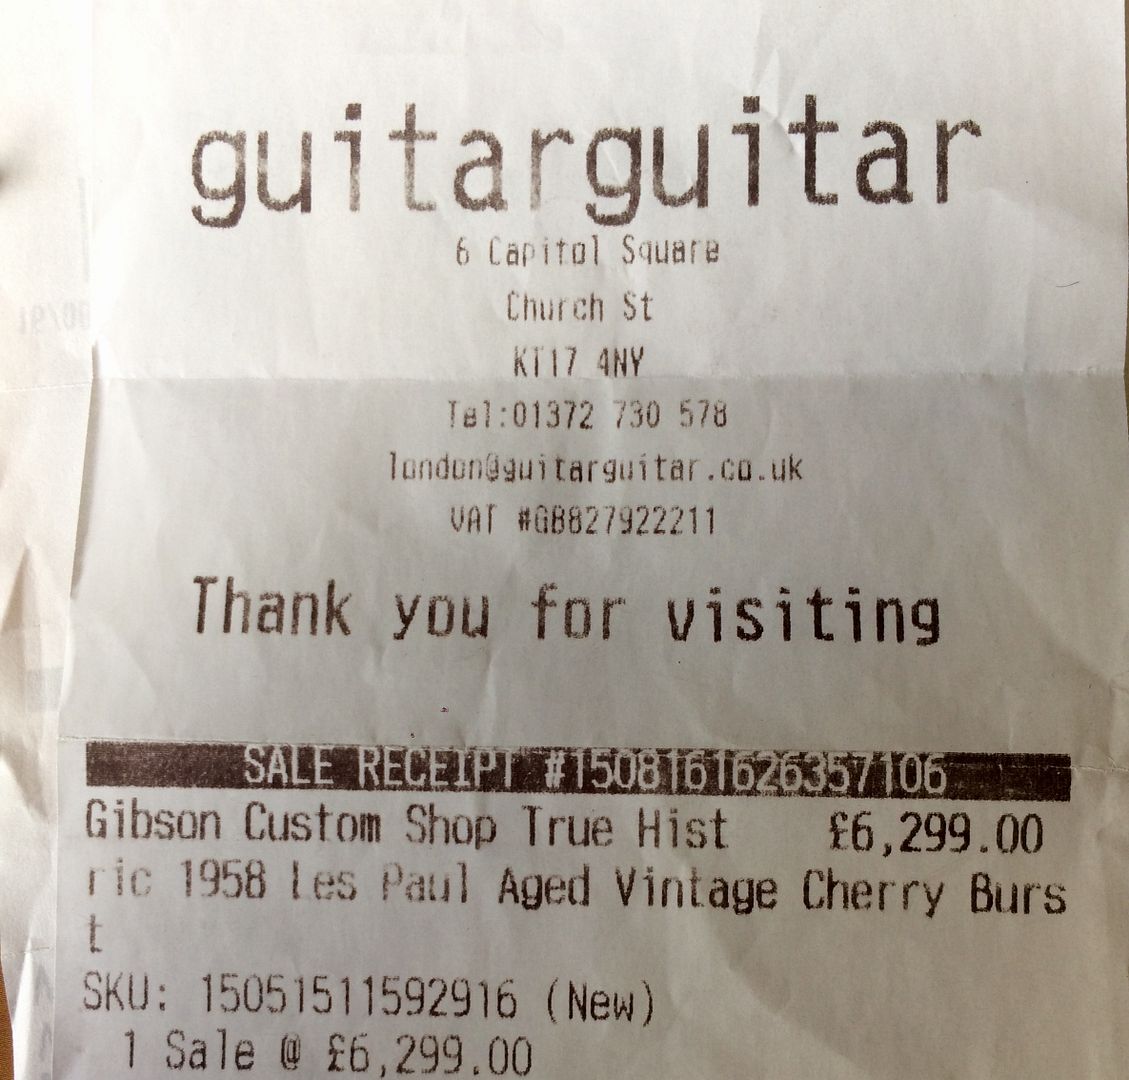 guitarguitar
6 Capitol Square
Church St
KT17 4NY
Tel:01372 730 578
london@guitarguitar.co.uk
VAT #GB827922211
Thank you for visiting
SALE RECEIPT #1508161626357106
Gibson Custom Shop True Hist £6,299.00
ric 1958 Les Paul Aged Vintage Cherry Burs
t
SKU: 15051511592916 (New)
1 Sale @ £6,299.00